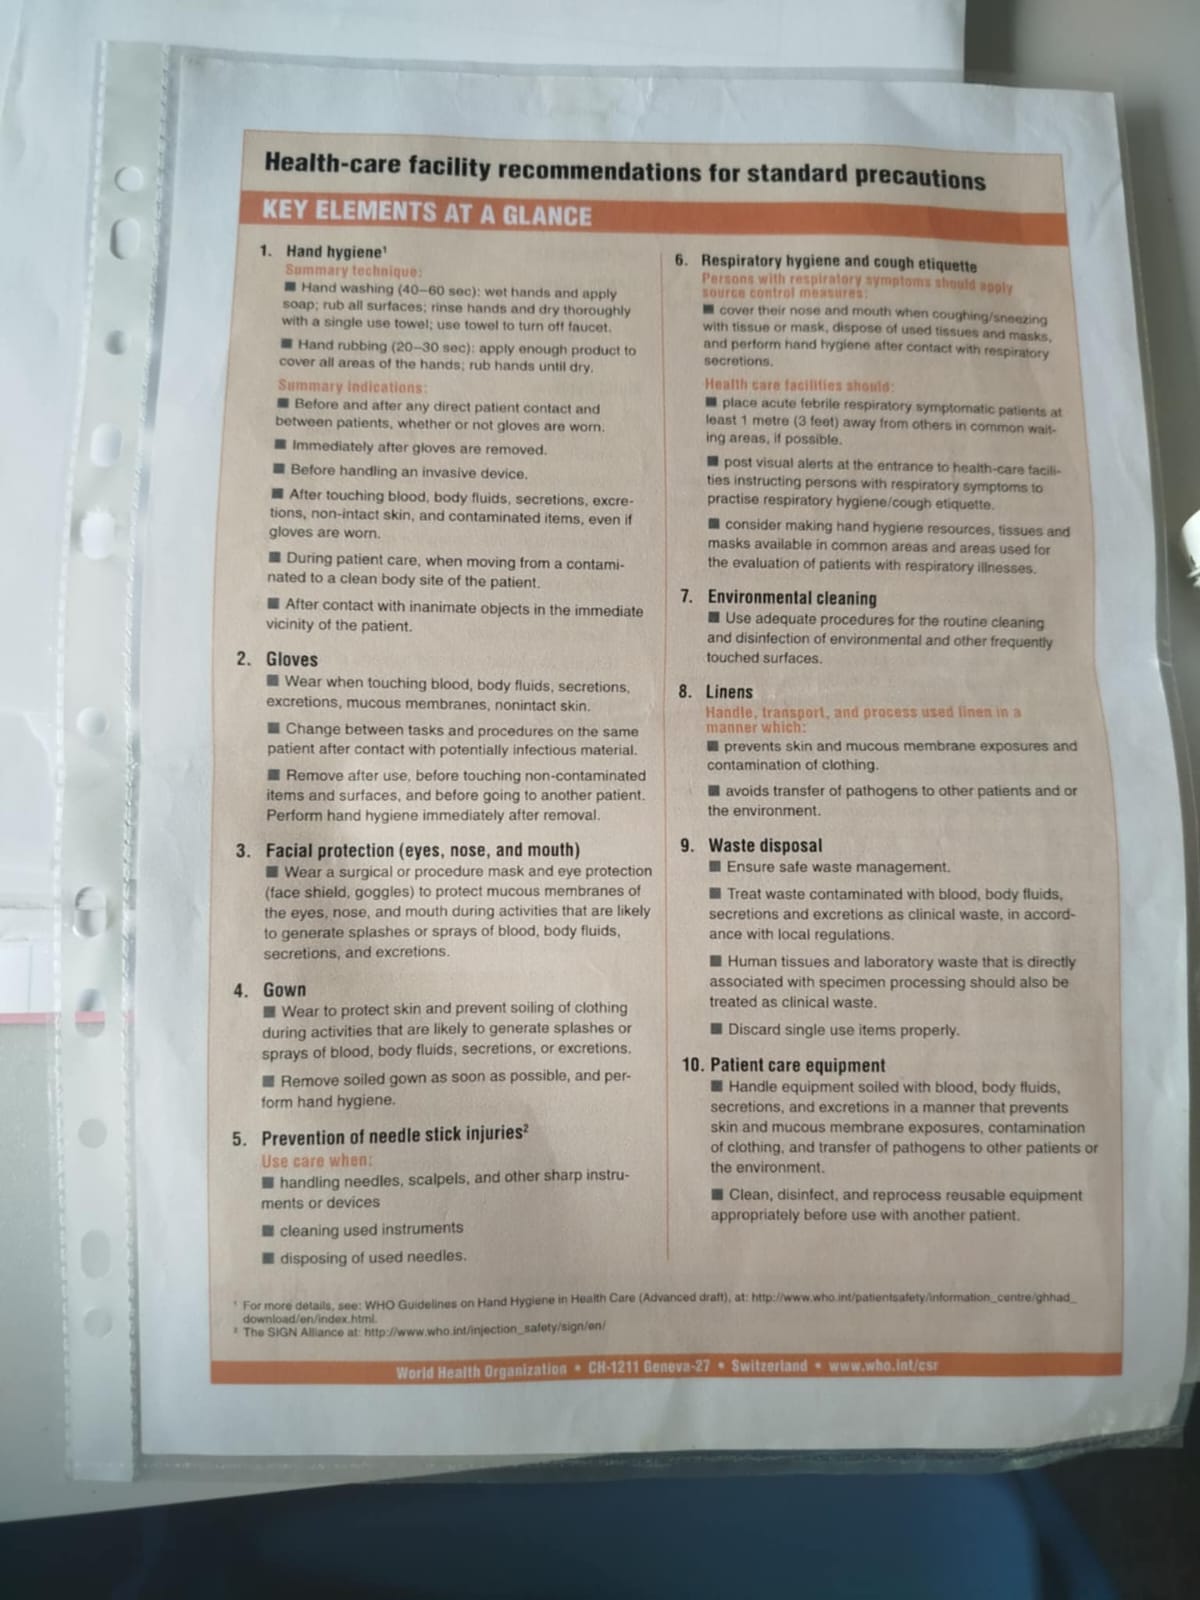 Health-care facility recommendations for standard precautions
KEY ELEMENTS AT A GLANCE
1. Hand hygiene¹
Summary technique:
■ Hand washing (40–60 sec): wet hands and apply
soap; rub all surfaces; rinse hands and dry thoroughly
with a single use towel; use towel to turn off faucet.
■ Hand rubbing (20–30 sec): apply enough product to
cover all areas of the hands; rub hands until dry.
Summary indications:
■ Before and after any direct patient contact and
between patients, whether or not gloves are worn.
■ Immediately after gloves are removed.
■ Before handling an invasive device.
■ After touching blood, body fluids, secretions, excre-
tions, non-intact skin, and contaminated items, even if
gloves are worn.
■ During patient care, when moving from a contami-
nated to a clean body site of the patient.
■ After contact with inanimate objects in the immediate
vicinity of the patient.
2. Gloves
■ Wear when touching blood, body fluids, secretions,
excretions, mucous membranes, nonintact skin.
■ Change between tasks and procedures on the same
patient after contact with potentially infectious material.
■ Remove after use, before touching non-contaminated
items and surfaces, and before going to another patient.
Perform hand hygiene immediately after removal.
3. Facial protection (eyes, nose, and mouth)
■ Wear a surgical or procedure mask and eye protection
(face shield, goggles) to protect mucous membranes of
the eyes, nose, and mouth during activities that are likely
to generate splashes or sprays of blood, body fluids,
secretions, and excretions.
4. Gown
■ Wear to protect skin and prevent soiling of clothing
during activities that are likely to generate splashes or
sprays of blood, body fluids, secretions, or excretions.
■ Remove soiled gown as soon as possible, and per-
form hand hygiene.
5. Prevention of needle stick injuries²
Use care when:
■ handling needles, scalpels, and other sharp instru-
ments or devices
■ cleaning used instruments
■ disposing of used needles.
6. Respiratory hygiene and cough etiquette
Persons with respiratory symptoms should apply
source control measures:
■ cover their nose and mouth when coughing/sneezing
with tissue or mask, dispose of used tissues and masks,
and perform hand hygiene after contact with respiratory
secretions.
Health care facilities should:
■ place acute febrile respiratory symptomatic patients at
least 1 metre (3 feet) away from others in common wait-
ing areas, if possible.
■ post visual alerts at the entrance to health-care facili-
ties instructing persons with respiratory symptoms to
practise respiratory hygiene/cough etiquette.
■ consider making hand hygiene resources, tissues and
masks available in common areas and areas used for
the evaluation of patients with respiratory illnesses.
7. Environmental cleaning
■ Use adequate procedures for the routine cleaning
and disinfection of environmental and other frequently
touched surfaces.
8. Linens
Handle, transport, and process used linen in a
manner which:
■ prevents skin and mucous membrane exposures and
contamination of clothing.
■ avoids transfer of pathogens to other patients and or
the environment.
9. Waste disposal
■ Ensure safe waste management.
■ Treat waste contaminated with blood, body fluids,
secretions and excretions as clinical waste, in accord-
ance with local regulations.
■ Human tissues and laboratory waste that is directly
associated with specimen processing should also be
treated as clinical waste.
■ Discard single use items properly.
10. Patient care equipment
■ Handle equipment soiled with blood, body fluids,
secretions, and excretions in a manner that prevents
skin and mucous membrane exposures, contamination
of clothing, and transfer of pathogens to other patients or
the environment.
■ Clean, disinfect, and reprocess reusable equipment
appropriately before use with another patient.
¹ For more details, see: WHO Guidelines on Hand Hygiene in Health Care (Advanced draft), at: http://www.who.int/patientsafety/information_centre/ghhad_
download/en/index.html.
² The SIGN Alliance at: http://www.who.int/injection_safety/sign/en/
World Health Organization • CH-1211 Geneva-27 • Switzerland • www.who.int/csr